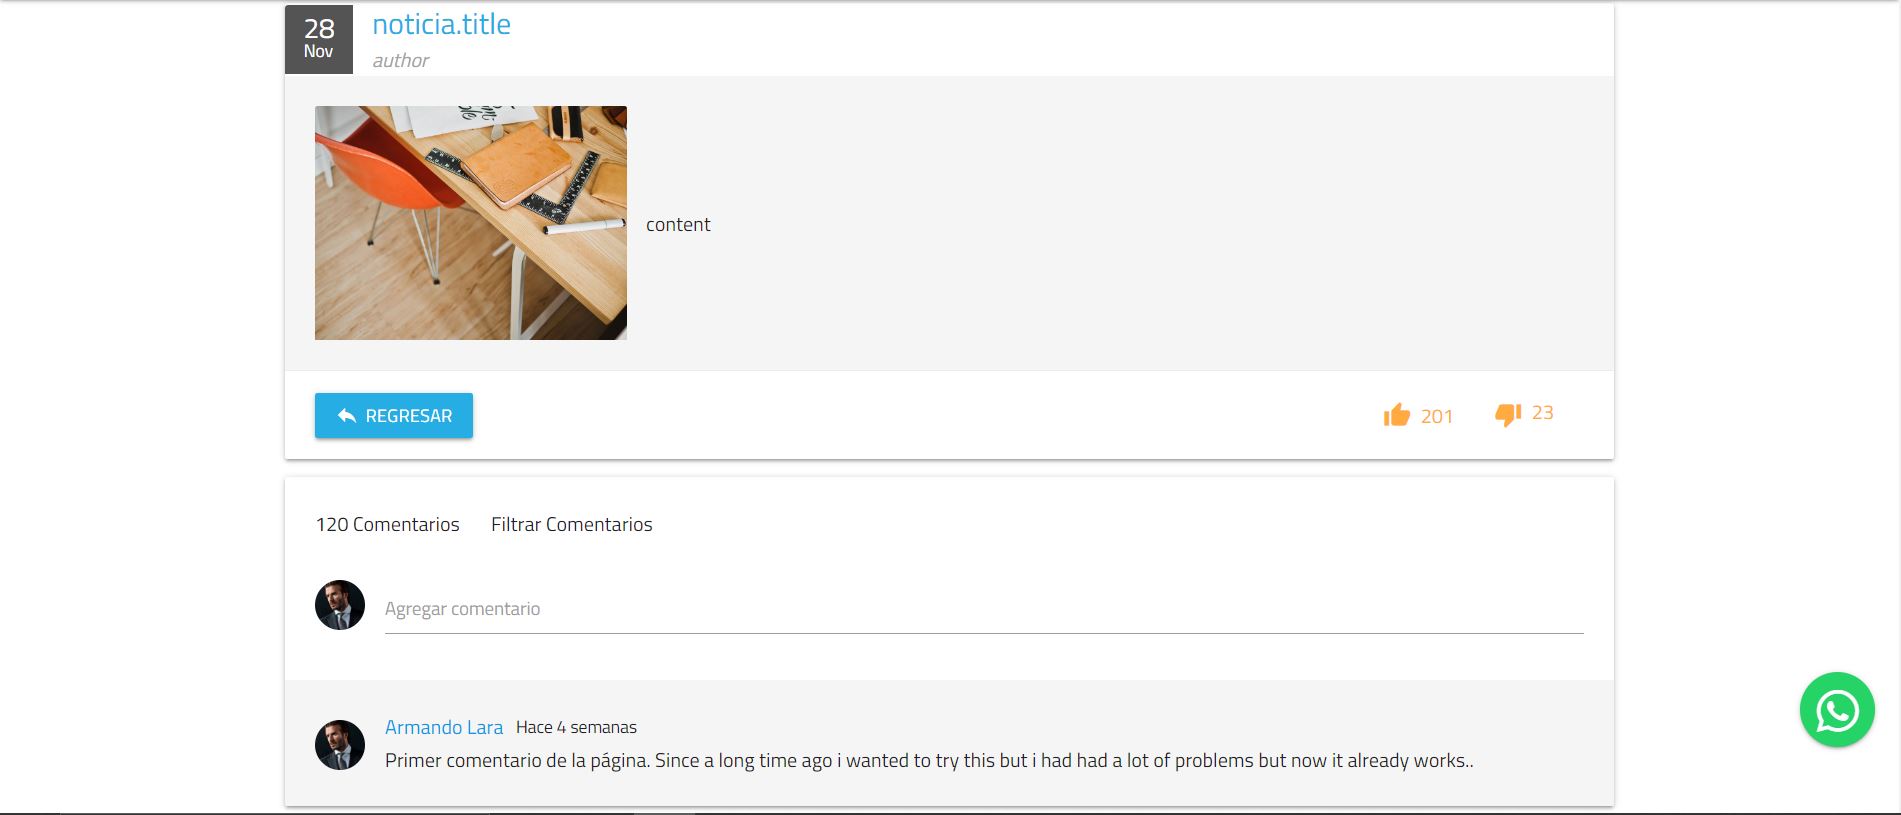 28
Nov
noticia.title
author
content
REGRESAR
201
23
120 Comentarios
Filtrar Comentarios
Agregar comentario
Armando Lara
Hace 4 semanas
Primer comentario de la página. Since a long time ago i wanted to try this but i had had a lot of problems but now it already works..